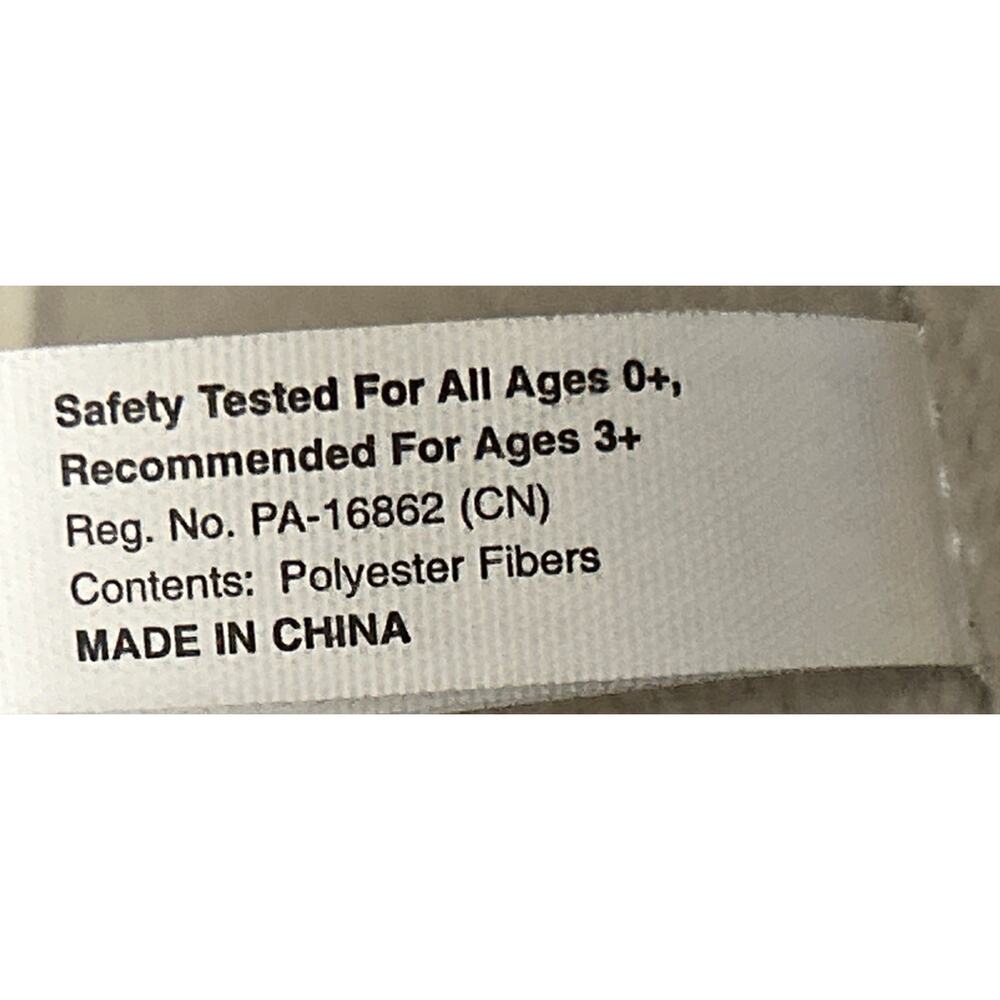 Safety Tested For All Ages 0+,
Recommended For Ages 3+
Reg. No. PA-16862 (CN)
Contents: Polyester Fibers
MADE IN CHINA